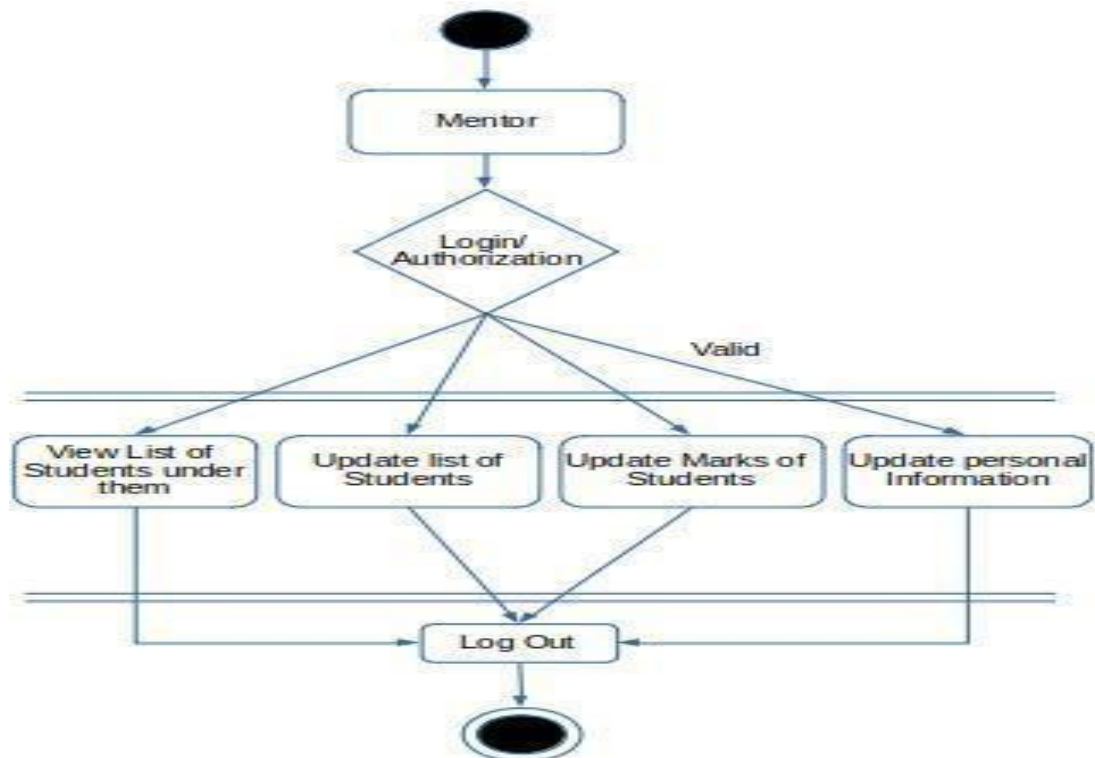 Mentor
Login/
Authorization
Valid
View List of
Students under
them
Update list of
Students
Update Marks of
Students
Update personal
Information
Log Out